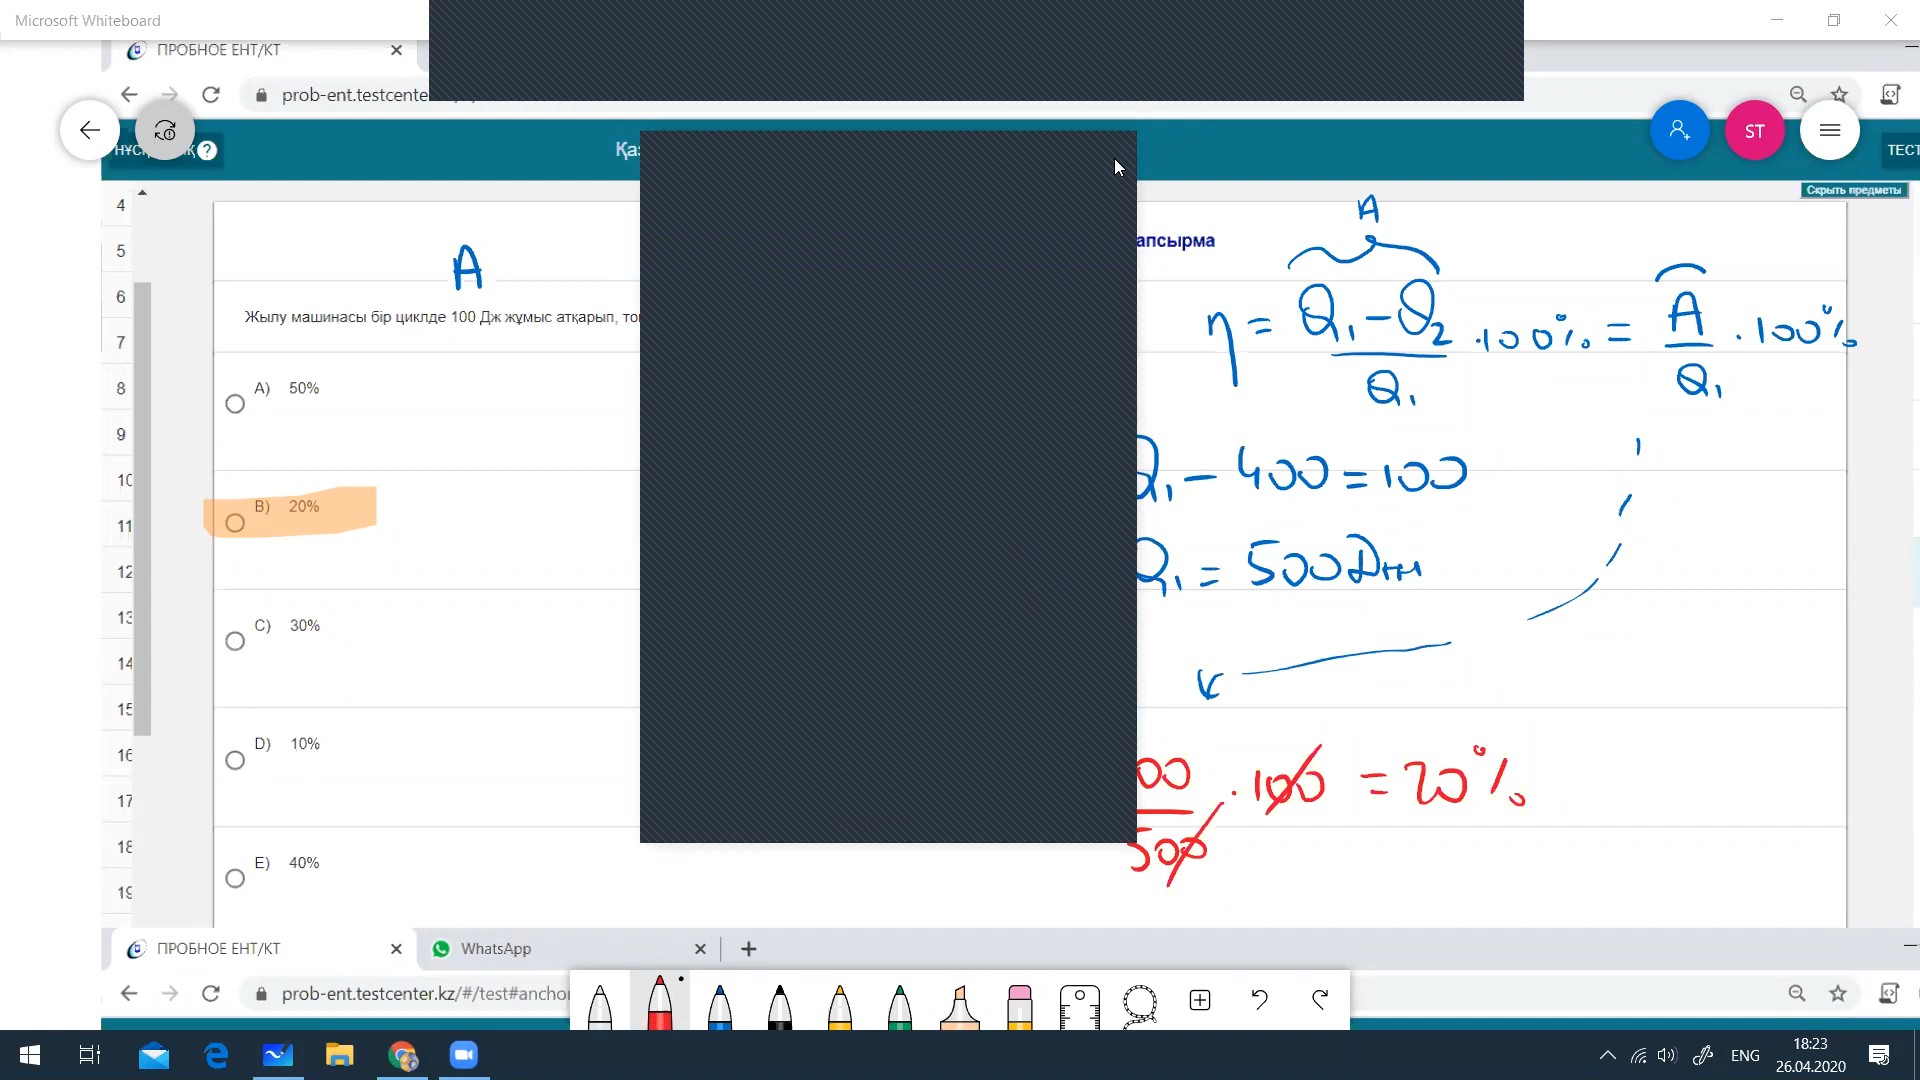 Microsoft Whiteboard
ПРОБНОЕ ЕНТ/КТ
prob-ent.testcente
ST
ТЕСТ
Скрыть предметы
4
5
6
7
8
9
10
11
12
13
14
15
16
17
18
19
апсырма
A
Жылу машинасы бір циклде 100 Дж жұмыс атқарып,
A) 50%
B) 20%
C) 30%
D) 10%
E) 40%
A
η = Q₁ − Q₂ / Q₁ · 100% = A / Q₁ · 100%
Q₁ − 400 = 100
Q₁ = 500 Дж
00 / 500 · 100 = 20%
ПРОБНОЕ ЕНТ/КТ
WhatsApp
prob-ent.testcenter.kz/#/test#ancho
ENG
18:23
26.04.2020